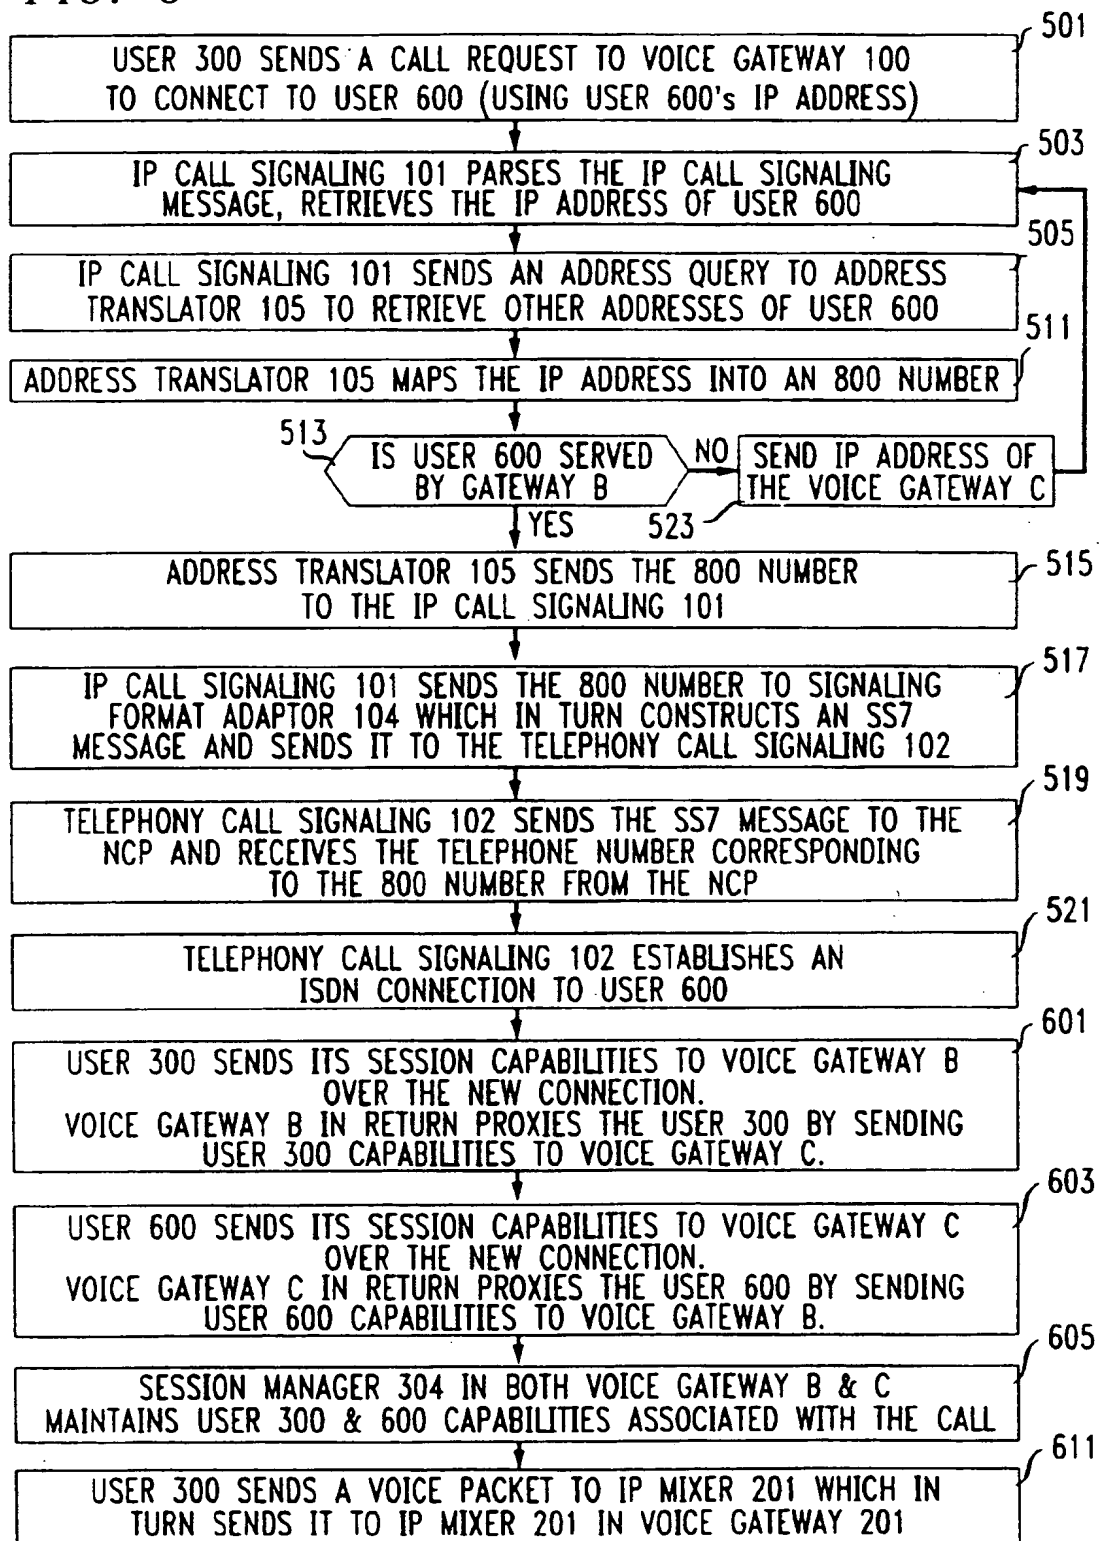 501
USER 300 SENDS A CALL REQUEST TO VOICE GATEWAY 100
TO CONNECT TO USER 600 (USING USER 600's IP ADDRESS)
503
IP CALL SIGNALING 101 PARSES THE IP CALL SIGNALING
MESSAGE, RETRIEVES THE IP ADDRESS OF USER 600
505
IP CALL SIGNALING 101 SENDS AN ADDRESS QUERY TO ADDRESS
TRANSLATOR 105 TO RETRIEVE OTHER ADDRESSES OF USER 600
511
ADDRESS TRANSLATOR 105 MAPS THE IP ADDRESS INTO AN 800 NUMBER
513
IS USER 600 SERVED
BY GATEWAY B
NO
SEND IP ADDRESS OF
THE VOICE GATEWAY C
523
YES
515
ADDRESS TRANSLATOR 105 SENDS THE 800 NUMBER
TO THE IP CALL SIGNALING 101
517
IP CALL SIGNALING 101 SENDS THE 800 NUMBER TO SIGNALING
FORMAT ADAPTOR 104 WHICH IN TURN CONSTRUCTS AN SS7
MESSAGE AND SENDS IT TO THE TELEPHONY CALL SIGNALING 102
519
TELEPHONY CALL SIGNALING 102 SENDS THE SS7 MESSAGE TO THE
NCP AND RECEIVES THE TELEPHONE NUMBER CORRESPONDING
TO THE 800 NUMBER FROM THE NCP
521
TELEPHONY CALL SIGNALING 102 ESTABLISHES AN
ISDN CONNECTION TO USER 600
601
USER 300 SENDS ITS SESSION CAPABILITIES TO VOICE GATEWAY B
OVER THE NEW CONNECTION.
VOICE GATEWAY B IN RETURN PROXIES THE USER 300 BY SENDING
USER 300 CAPABILITIES TO VOICE GATEWAY C.
603
USER 600 SENDS ITS SESSION CAPABILITIES TO VOICE GATEWAY C
OVER THE NEW CONNECTION.
VOICE GATEWAY C IN RETURN PROXIES THE USER 600 BY SENDING
USER 600 CAPABILITIES TO VOICE GATEWAY B.
605
SESSION MANAGER 304 IN BOTH VOICE GATEWAY B & C
MAINTAINS USER 300 & 600 CAPABILITIES ASSOCIATED WITH THE CALL
611
USER 300 SENDS A VOICE PACKET TO IP MIXER 201 WHICH IN
TURN SENDS IT TO IP MIXER 201 IN VOICE GATEWAY 201